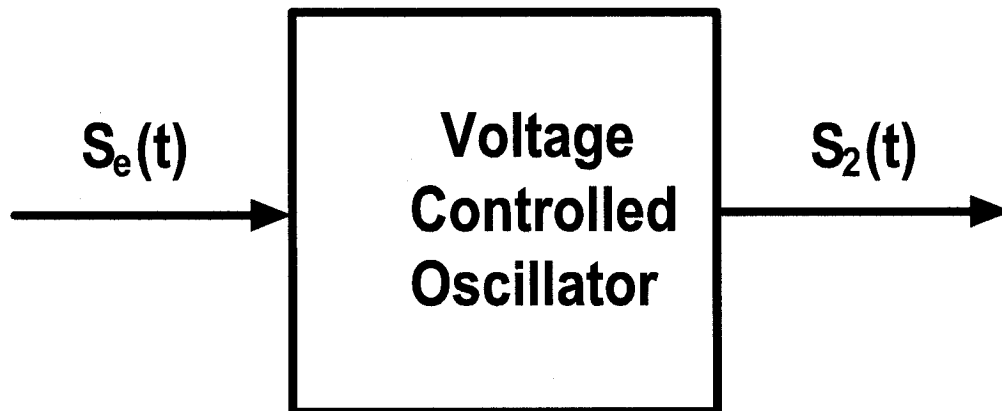 Sₑ(t)
Voltage
Controlled
Oscillator
S₂(t)